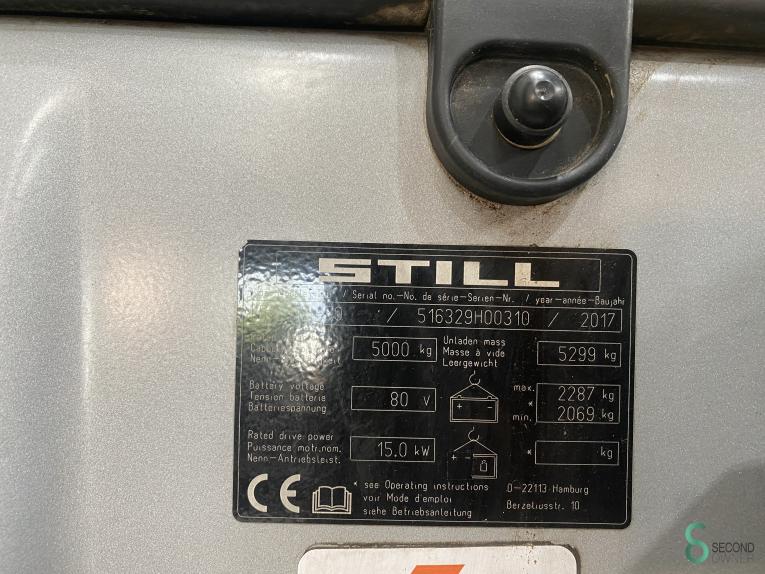 STILL
/ Serial no.-No. de série-Serien-Nr. / year-année-Baujahr
/ 516329H00310 / 2017
5000 kg
Unladen mass
Masse à vide
Leergewicht
5299 kg
Battery voltage
Tension batterie
Batteriespannung
80 V
+ -
max. 2287 kg
*
min. 2069 kg
Rated drive power
Puissance motr.nom.
Nenn-Antriebsleist.
15.0 kW
+ -
* kg
CE
* see Operating instructions
voir Mode d'emploi
siehe Betriebsanleitung
D-22113 Hamburg
Berzeliusstr. 10
SECOND
OWNER